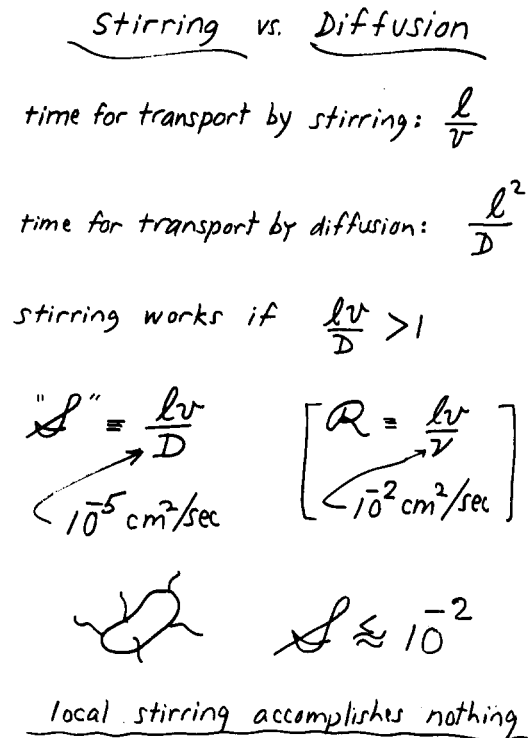 Stirring vs. Diffusion
time for transport by stirring: l/v
time for transport by diffusion: l²/D
stirring works if lv/D > 1
"S" ≡ lv/D [ R = lv/ν ]
10⁻⁵ cm²/sec 10⁻² cm²/sec
S ⪅ 10⁻²
local stirring accomplishes nothing